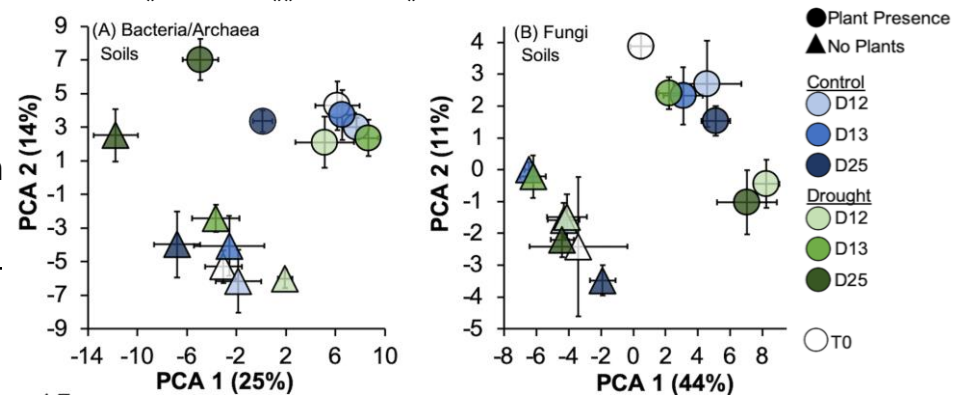 (A) Bacteria/Archaea
Soils
9
7
5
3
1
-1
-3
-5
-7
-9
PCA 2 (14%)
-14
-10
-6
-2
2
6
10
PCA 1 (25%)
(B) Fungi
Soils
4
3
2
1
0
-1
-2
-3
-4
-5
PCA 2 (11%)
-8
-6
-4
-2
0
2
4
6
8
PCA 1 (44%)
Plant Presence
No Plants
Control
D12
D13
D25
Drought
D12
D13
D25
T0